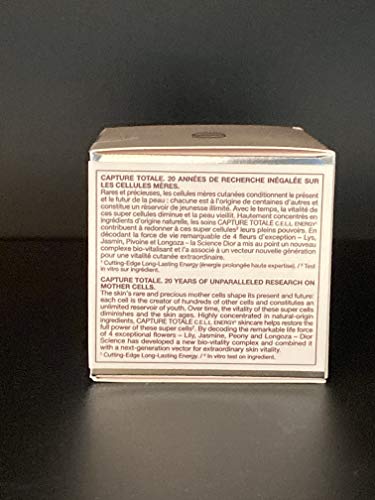 CAPTURE TOTALE. 20 ANNÉES DE RECHERCHE INÉGALÉE SUR
LES CELLULES MÈRES.
Rares et précieuses, les cellules mères cutanées conditionnent le présent
et le futur de la peau : chacune est à l'origine de centaines d'autres et
constitue un réservoir de jeunesse illimité. Avec le temps, la vitalité de
ces super cellules diminue et la peau vieillit. Hautement concentrés en
ingrédients d'origine naturelle, les soins CAPTURE TOTALE C.E.L.L. ENERGY¹
contribuent à redonner à ces super cellules² leurs pleins pouvoirs. En
décodant la force de vie remarquable de 4 fleurs d'exception – Lys,
Jasmin, Pivoine et Longoza – la Science Dior a mis au point un nouveau
complexe bio-vitalisant et l'a associé à un vecteur nouvelle génération
pour une vitalité cutanée extraordinaire.
¹ Cutting-Edge Long-Lasting Energy (énergie prolongée haute expertise). / ² Test
in vitro sur ingrédient.
CAPTURE TOTALE. 20 YEARS OF UNPARALLELED RESEARCH ON
MOTHER CELLS.
The skin's rare and precious mother cells shape its present and future:
each cell is the creator of hundreds of other cells and constitutes an
unlimited reservoir of youth. Over time, the vitality of these super cells
diminishes and the skin ages. Highly concentrated in natural-origin
ingredients, CAPTURE TOTALE C.E.L.L. ENERGY¹ skincare helps restore the
full power of these super cells². By decoding the remarkable life force
of 4 exceptional flowers – Lily, Jasmine, Peony and Longoza – Dior
Science has developed a new bio-vitality complex and combined it
with a next-generation vector for extraordinary skin vitality.
¹ Cutting-Edge Long-Lasting Energy. / ² In vitro test on ingredient.